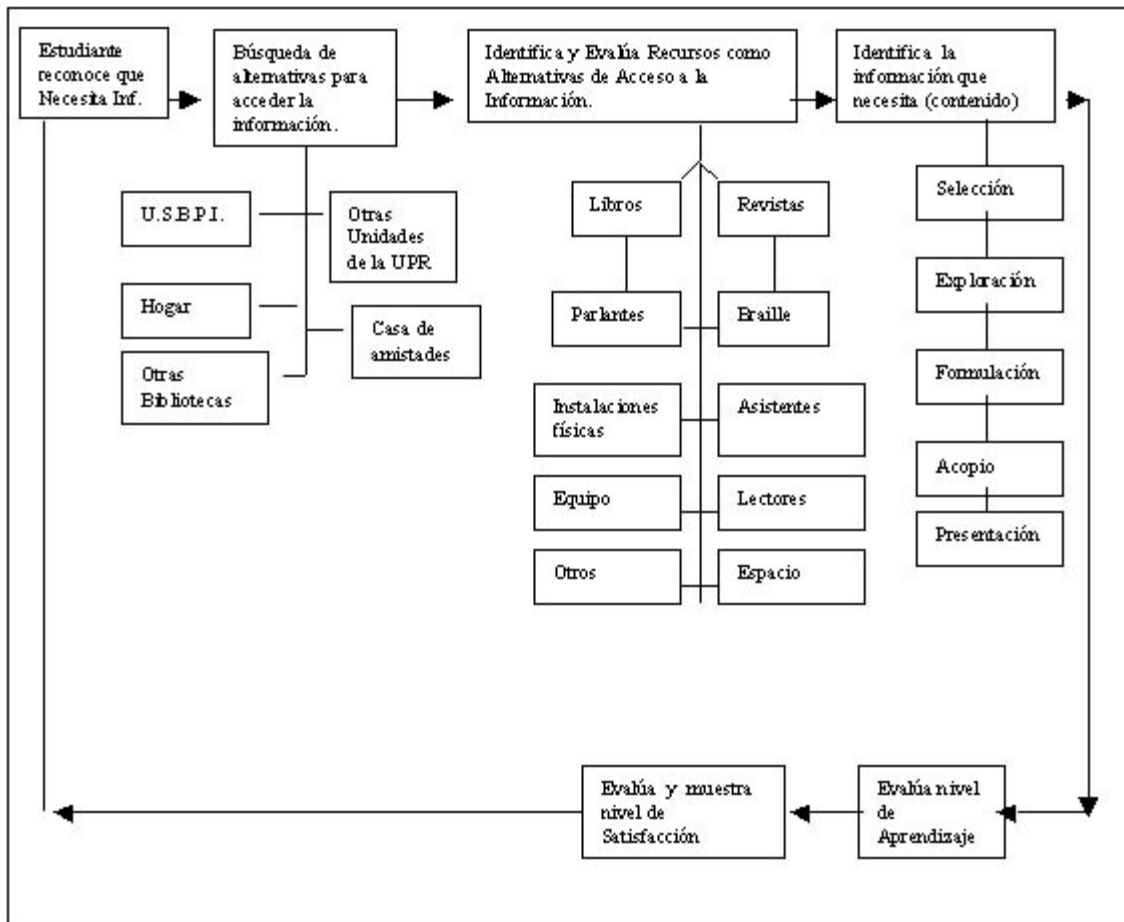 Estudiante
reconoce que
Necesita Inf.
Búsqueda de
alternativas para
acceder la
información.
Identifica y Evalúa Recursos como
Alternativas de Acceso a la
Información.
Identifica la
información que
necesita (contenido)
U.S.B.P.I.
Otras
Unidades
de la UPR
Hogar
Casa de
amistades
Otras
Bibliotecas
Libros
Revistas
Parlantes
Braille
Instalaciones
físicas
Asistentes
Equipo
Lectores
Otros
Espacio
Selección
Exploración
Formulación
Acopio
Presentación
Evalúa y muestra
nivel de
Satisfacción
Evalúa nivel
de
Aprendizaje